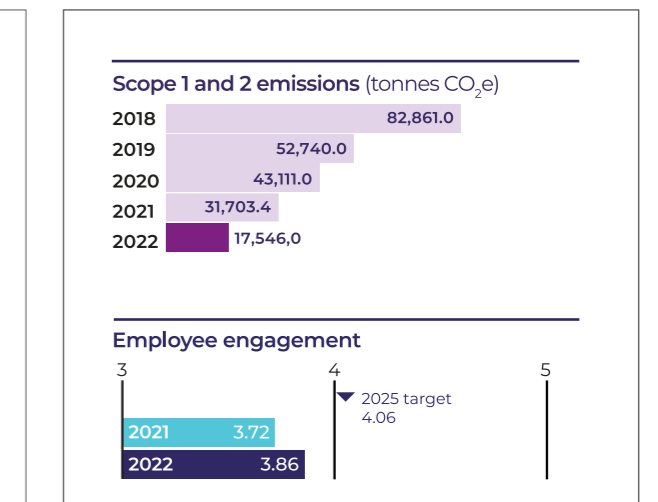 Scope 1 and 2 emissions (tonnes CO₂e)
2018 82,861.0
2019 52,740.0
2020 43,111.0
2021 31,703.4
2022 17,546,0
Employee engagement
3 4 5
2025 target
4.06
2021 3.72
2022 3.86